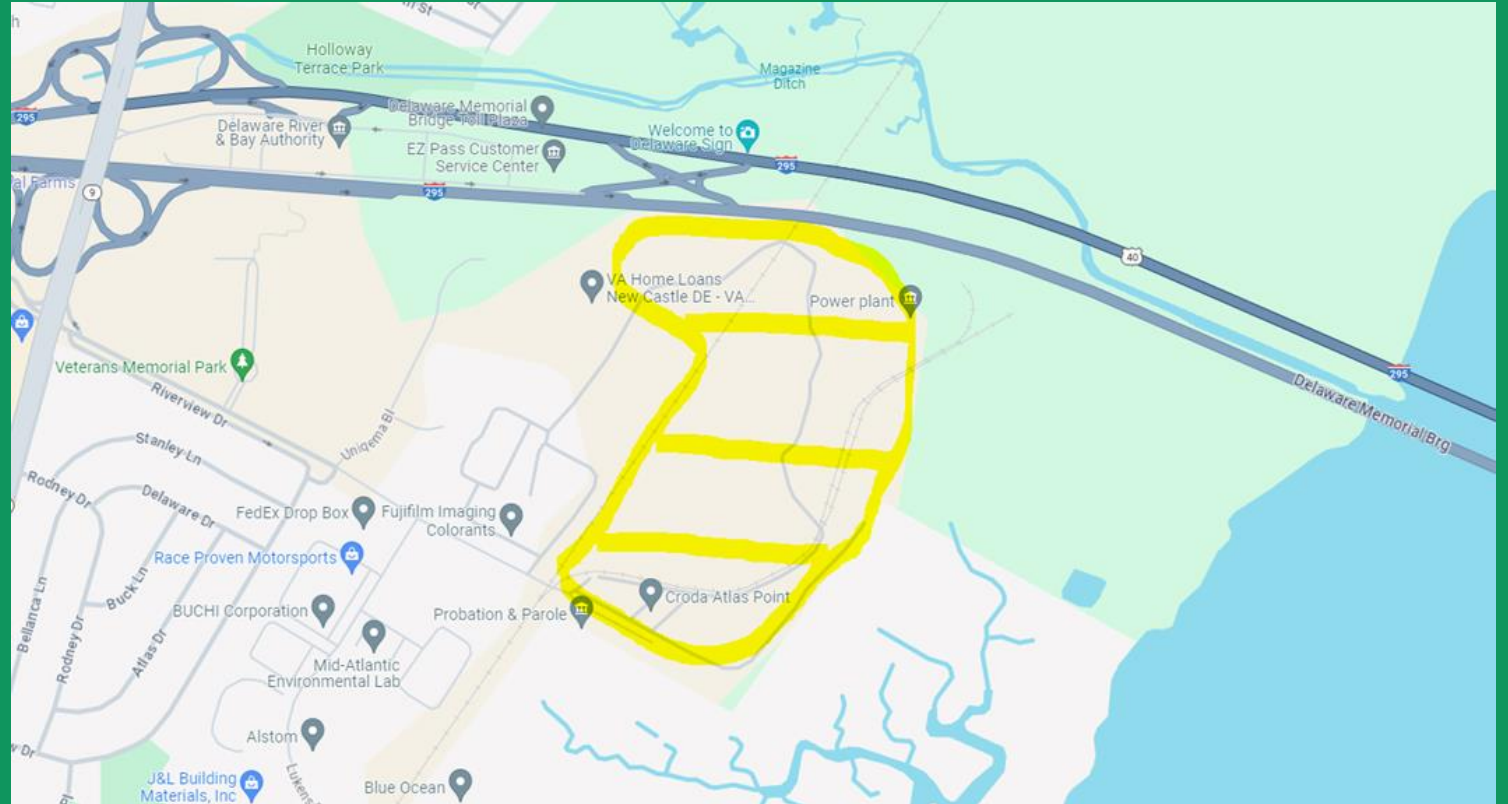 Holloway
Terrace Park
Magazine
Ditch
295
Delaware Memorial
Bridge Toll Plaza
Delaware River
& Bay Authority
Welcome to
Delaware Sign
EZ Pass Customer
Service Center
295
295
al Farms
9
40
VA Home Loans
New Castle DE - VA...
Power plant
Veterans Memorial Park
295
Delaware Memorial Brg
Riverview Dr
Uniqema Bl
Stanley Ln
Rodney Dr
Delaware Dr
FedEx Drop Box
Fujifilm Imaging
Colorants
Race Proven Motorsports
Buck Ln
Bellanca Ln
Rodney Dr
Atlas Dr
BUCHI Corporation
Probation & Parole
Croda Atlas Point
Mid-Atlantic
Environmental Lab
Alstom
J&L Building
Materials, Inc
Blue Ocean